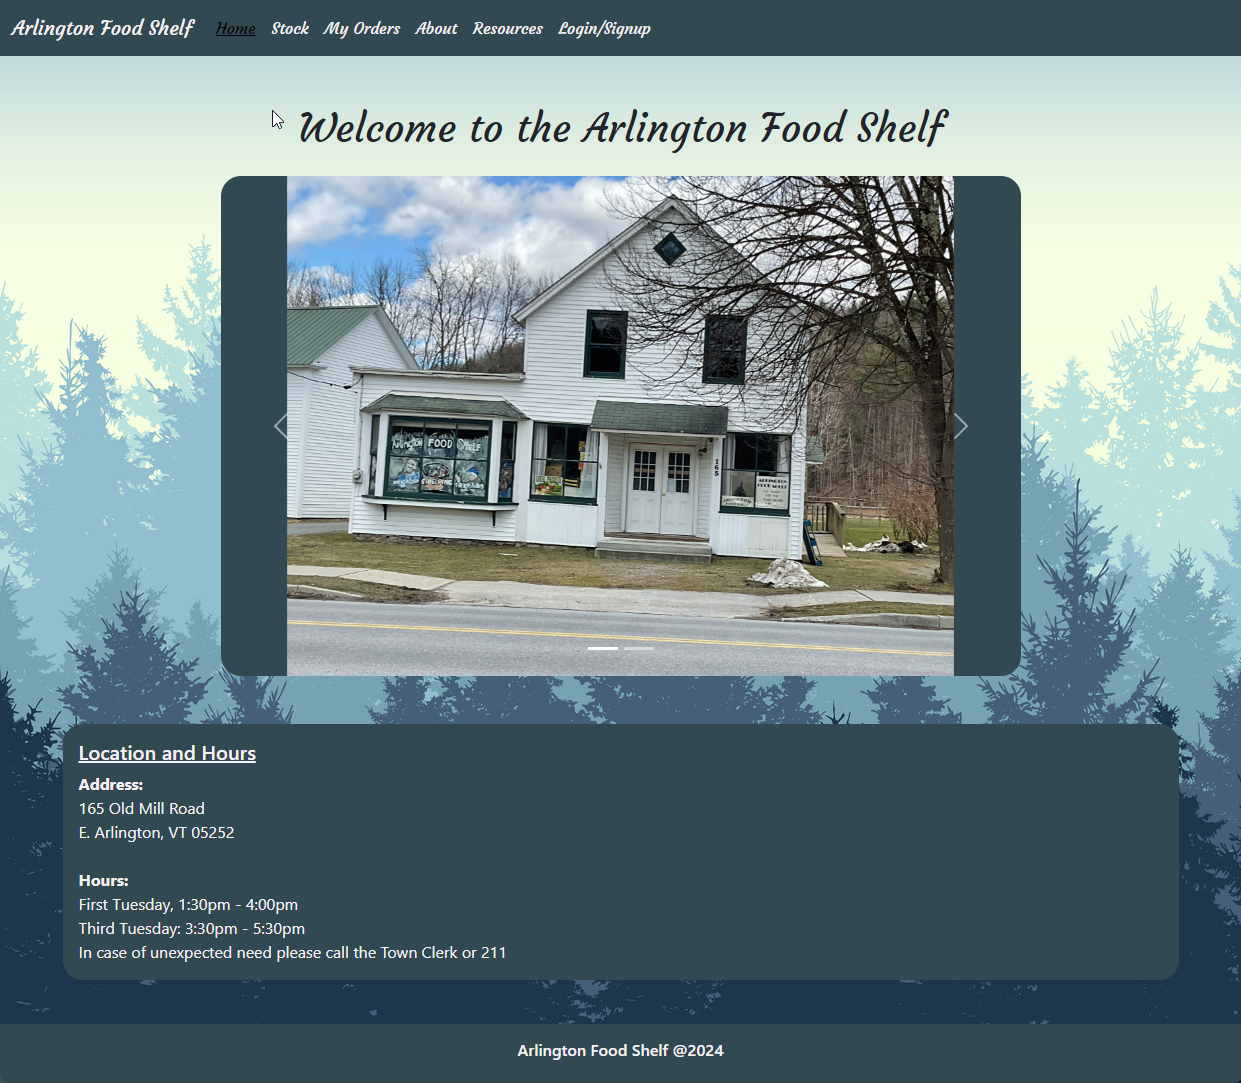 Arlington Food Shelf Home Stock My Orders About Resources Login/Signup
Welcome to the Arlington Food Shelf
Arlington FOOD SHELF
165
ARLINGTON
FOOD SHELF
Location and Hours
Address:
165 Old Mill Road
E. Arlington, VT 05252
Hours:
First Tuesday, 1:30pm - 4:00pm
Third Tuesday: 3:30pm - 5:30pm
In case of unexpected need please call the Town Clerk or 211
Arlington Food Shelf @2024